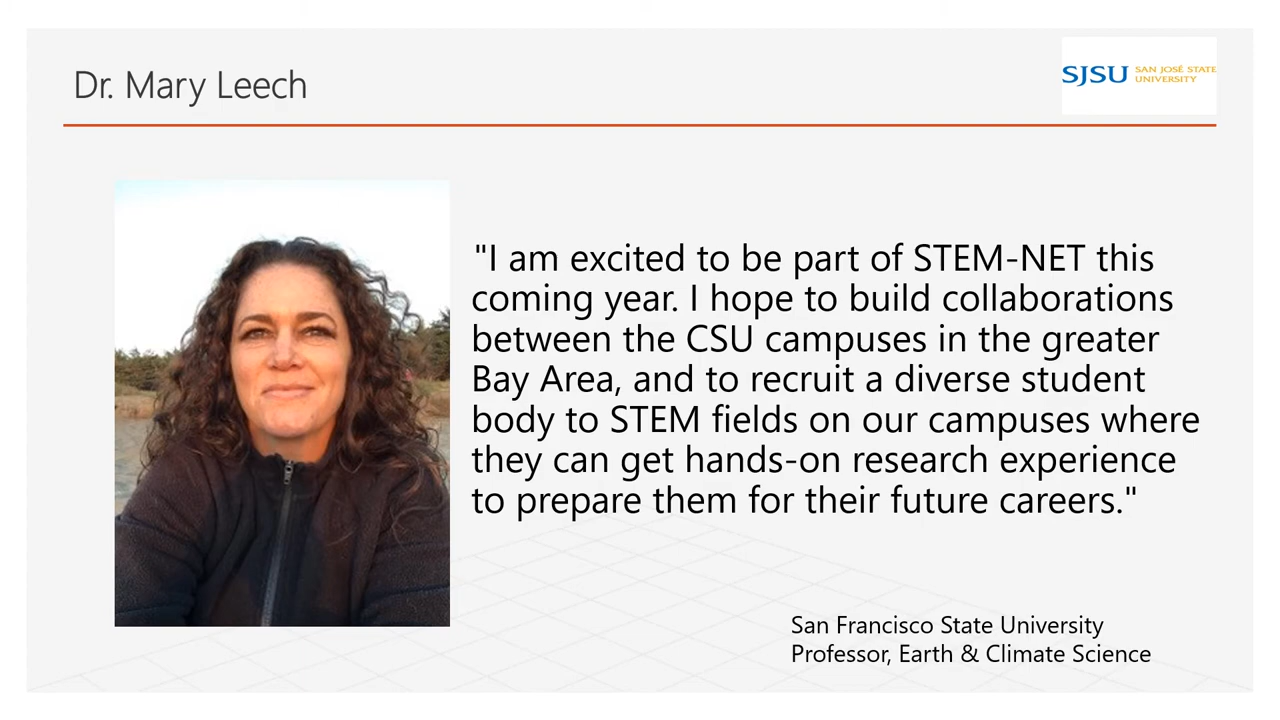 Dr. Mary Leech
SJSU SAN JOSÉ STATE
UNIVERSITY
"I am excited to be part of STEM-NET this
coming year. I hope to build collaborations
between the CSU campuses in the greater
Bay Area, and to recruit a diverse student
body to STEM fields on our campuses where
they can get hands-on research experience
to prepare them for their future careers."
San Francisco State University
Professor, Earth & Climate Science